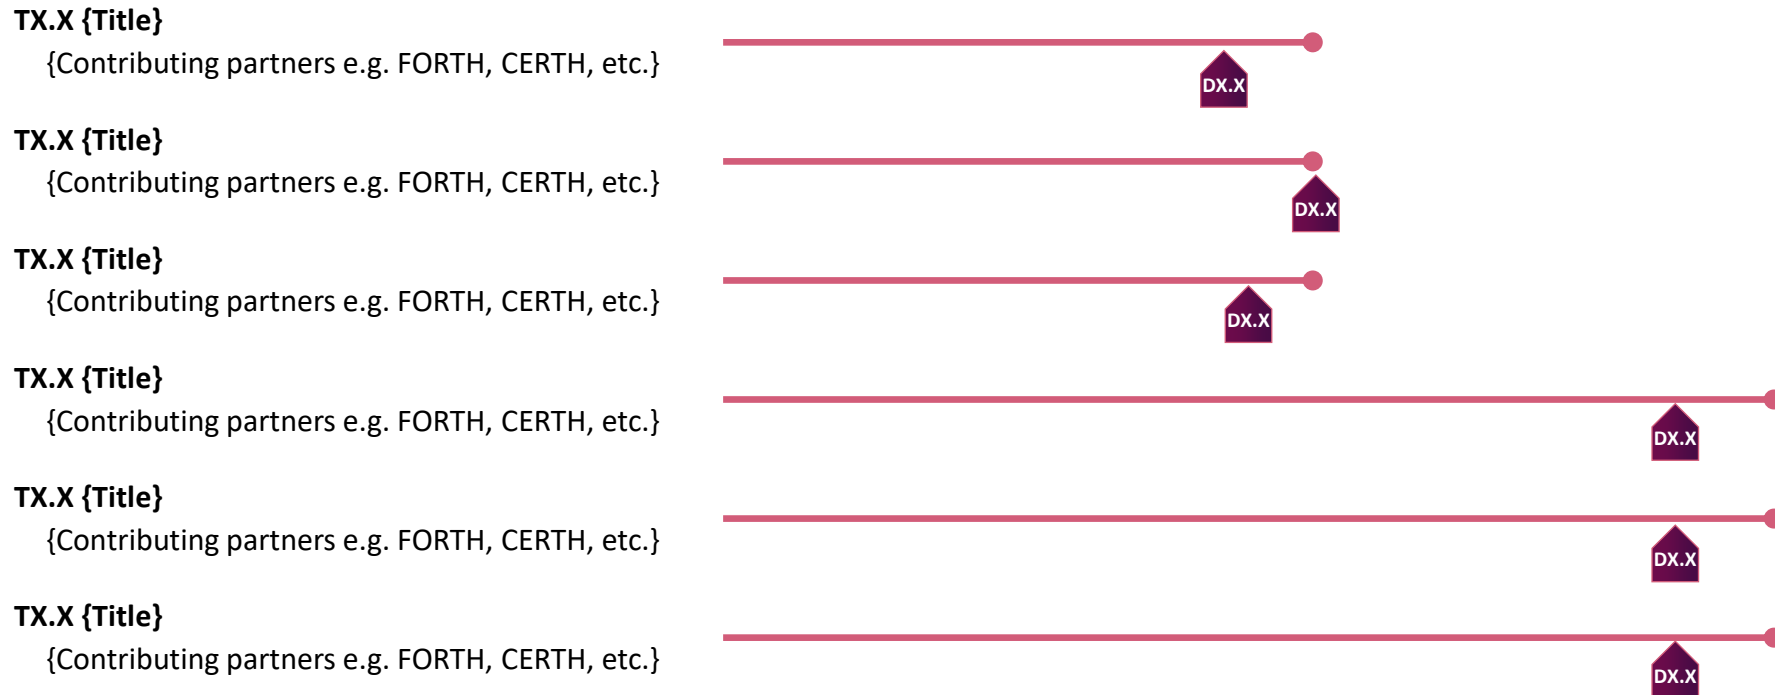 TX.X {Title}
{Contributing partners e.g. FORTH, CERTH, etc.}
DX.X
TX.X {Title}
{Contributing partners e.g. FORTH, CERTH, etc.}
DX.X
TX.X {Title}
{Contributing partners e.g. FORTH, CERTH, etc.}
DX.X
TX.X {Title}
{Contributing partners e.g. FORTH, CERTH, etc.}
DX.X
TX.X {Title}
{Contributing partners e.g. FORTH, CERTH, etc.}
DX.X
TX.X {Title}
{Contributing partners e.g. FORTH, CERTH, etc.}
DX.X